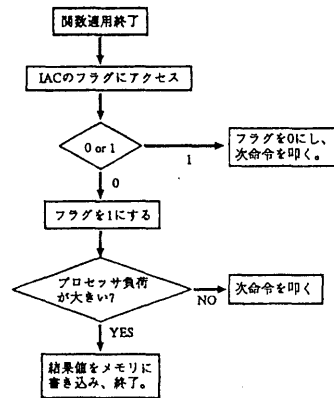 関数適用終了
IACのフラグにアクセス
0 or 1
1
フラグを0にし、
次命令を叩く。
0
フラグを1にする
プロセッサ負荷
が大きい?
NO
次命令を叩く
YES
結果値をメモリに
書き込み、終了。